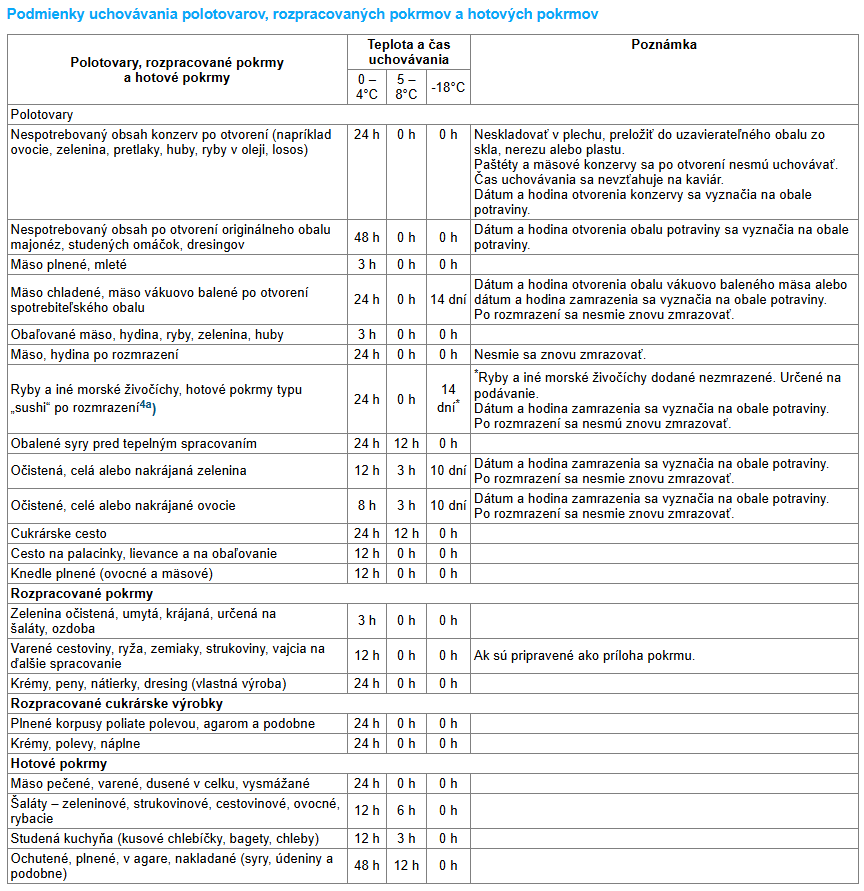 Podmienky uchovávania polotovarov, rozpracovaných pokrmov a hotových pokrmov
Polotovary, rozpracované pokrmy
a hotové pokrmy
Teplota a čas
uchovávania
Poznámka
0 –
4°C
5 –
8°C
-18°C
Polotovary
Nespotrebovaný obsah konzerv po otvorení (napríklad
ovocie, zelenina, pretlaky, huby, ryby v oleji, losos)
24 h
0 h
0 h
Neskladovať v plechu, preložiť do uzavierateľného obalu zo
skla, nerezu alebo plastu.
Paštéty a mäsové konzervy sa po otvorení nesmú uchovávať.
Čas uchovávania sa nevzťahuje na kaviár.
Dátum a hodina otvorenia konzervy sa vyznačia na obale
potraviny.
Nespotrebovaný obsah po otvorení originálneho obalu
majonéz, studených omáčok, dresingov
48 h
0 h
0 h
Dátum a hodina otvorenia obalu potraviny sa vyznačia na obale
potraviny.
Mäso plnené, mleté
3 h
0 h
0 h
Mäso chladené, mäso vákuovo balené po otvorení
spotrebiteľského obalu
24 h
0 h
14 dní
Dátum a hodina otvorenia obalu vákuovo baleného mäsa alebo
dátum a hodina zamrazenia sa vyznačia na obale potraviny.
Po rozmrazení sa nesmie znovu zmrazovať.
Obaľované mäso, hydina, ryby, zelenina, huby
3 h
0 h
0 h
Mäso, hydina po rozmrazení
24 h
0 h
0 h
Nesmie sa znovu zmrazovať.
Ryby a iné morské živočíchy, hotové pokrmy typu
„sushi“ po rozmrazení4a)
24 h
0 h
14
dní*
*Ryby a iné morské živočíchy dodané nezmrazené. Určené na
podávanie.
Dátum a hodina zamrazenia sa vyznačia na obale potraviny.
Po rozmrazení sa nesmú znovu zmrazovať.
Obalené syry pred tepelným spracovaním
24 h
12 h
0 h
Očistená, celá alebo nakrájaná zelenina
12 h
3 h
10 dní
Dátum a hodina zamrazenia sa vyznačia na obale potraviny.
Po rozmrazení sa nesmie znovu zmrazovať.
Očistené, celé alebo nakrájané ovocie
8 h
3 h
10 dní
Dátum a hodina zamrazenia sa vyznačia na obale potraviny.
Po rozmrazení sa nesmie znovu zmrazovať.
Cukrárske cesto
24 h
12 h
0 h
Cesto na palacinky, lievance a na obaľovanie
12 h
0 h
0 h
Knedle plnené (ovocné a mäsové)
12 h
0 h
0 h
Rozpracované pokrmy
Zelenina očistená, umytá, krájaná, určená na
šaláty, ozdoba
3 h
0 h
0 h
Varené cestoviny, ryža, zemiaky, strukoviny, vajcia na
ďalšie spracovanie
12 h
0 h
0 h
Ak sú pripravené ako príloha pokrmu.
Krémy, peny, nátierky, dresing (vlastná výroba)
24 h
0 h
0 h
Rozpracované cukrárske výrobky
Plnené korpusy poliate polevou, agarom a podobne
24 h
0 h
0 h
Krémy, polevy, náplne
24 h
0 h
0 h
Hotové pokrmy
Mäso pečené, varené, dusené v celku, vysmážané
24 h
0 h
0 h
Šaláty – zeleninové, strukovinové, cestovinové, ovocné,
rybacie
12 h
6 h
0 h
Studená kuchyňa (kusové chlebíčky, bagety, chleby)
12 h
3 h
0 h
Ochutené, plnené, v agare, nakladané (syry, údeniny a
podobne)
48 h
12 h
0 h